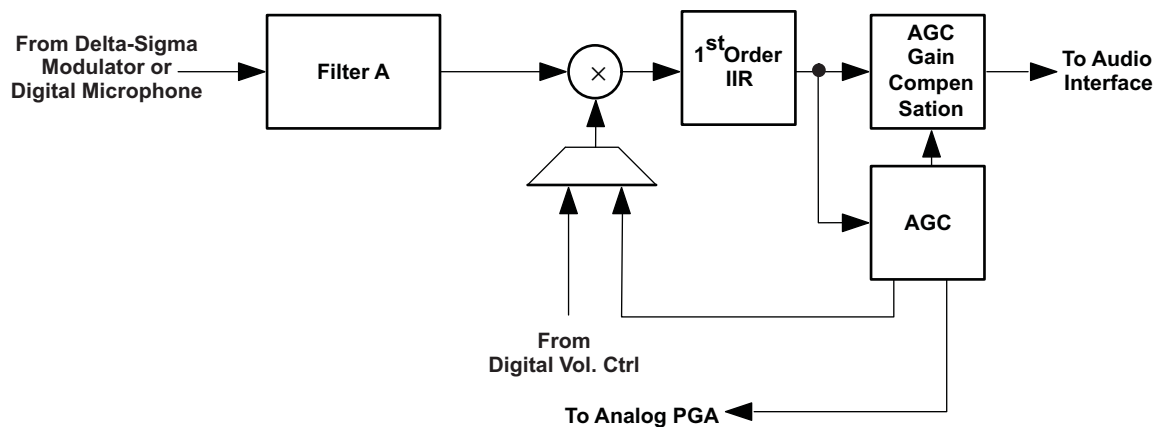 From Delta-Sigma
Modulator or
Digital Microphone
Filter A
×
1st Order
IIR
AGC
Gain
Compen
Sation
To Audio
Interface
AGC
From
Digital Vol. Ctrl
To Analog PGA